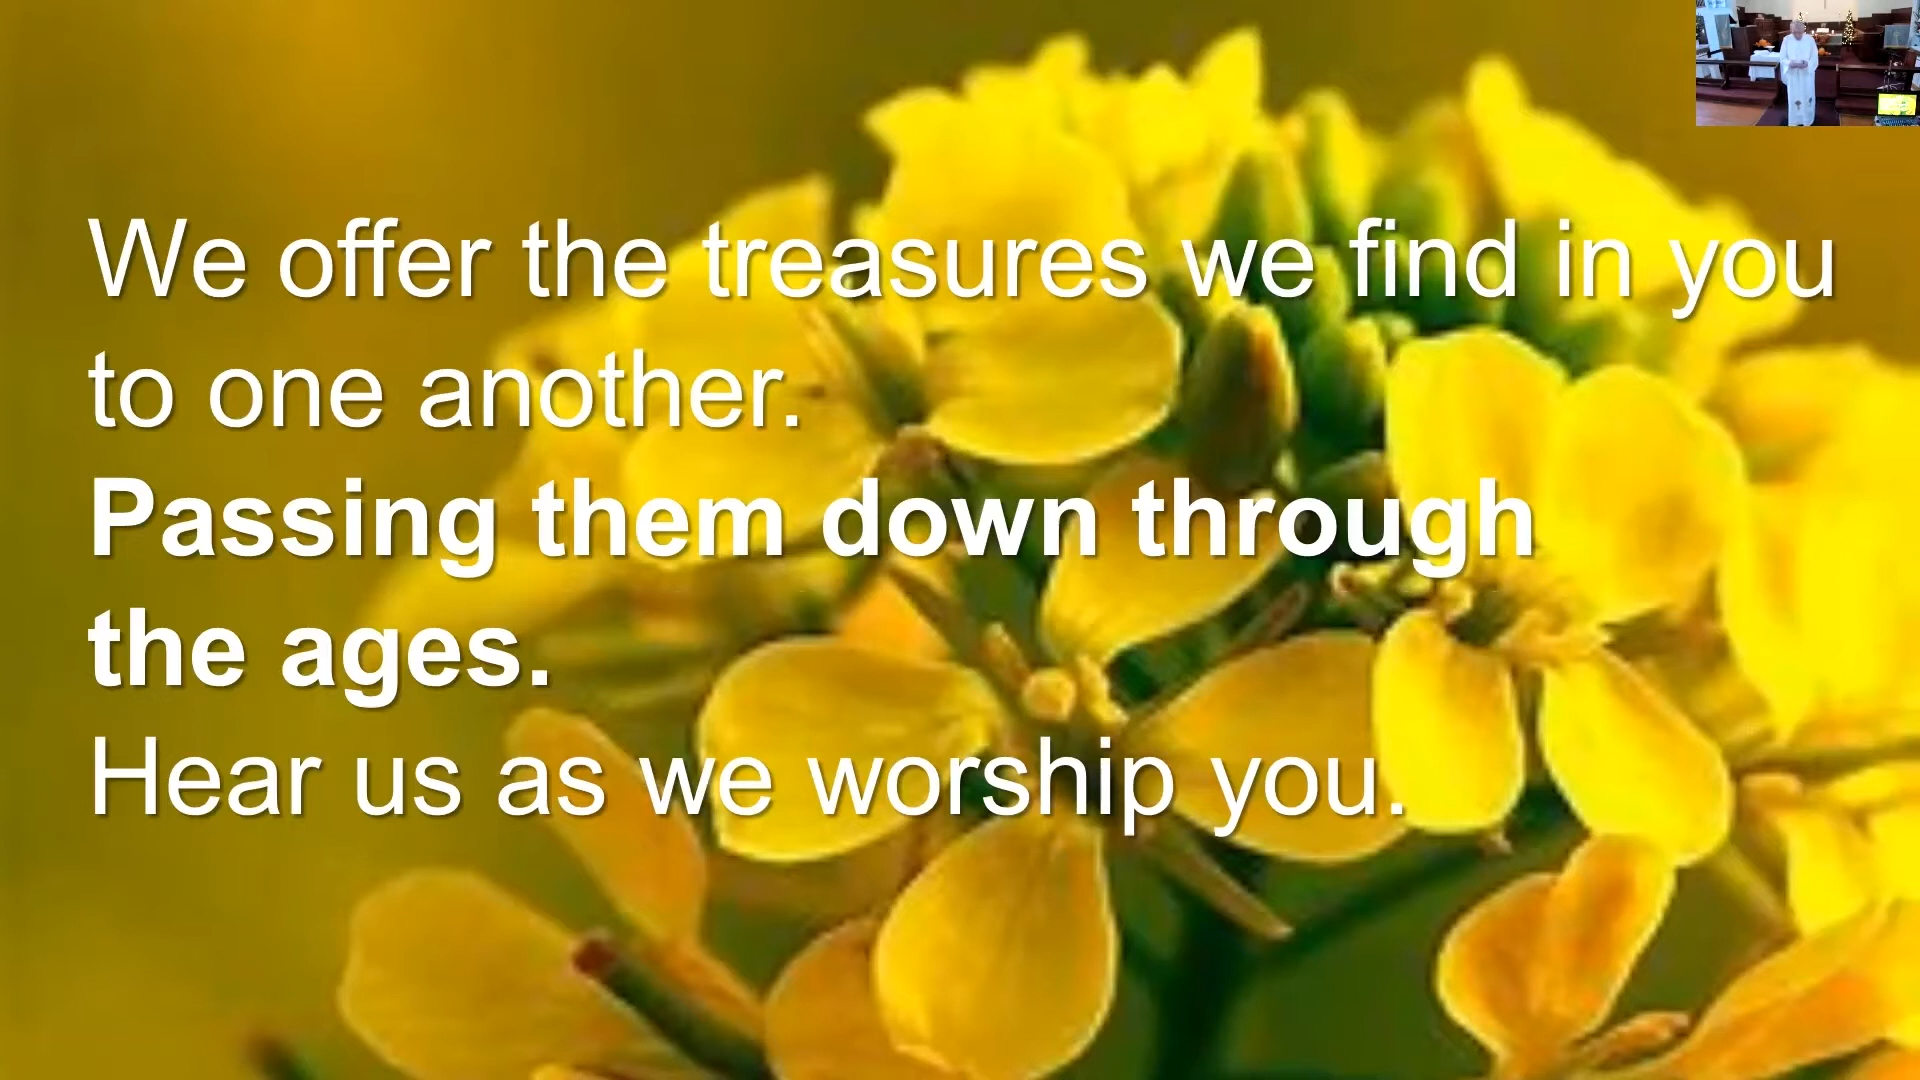 We offer the treasures we find in you
to one another.
Passing them down through
the ages.
Hear us as we worship you.